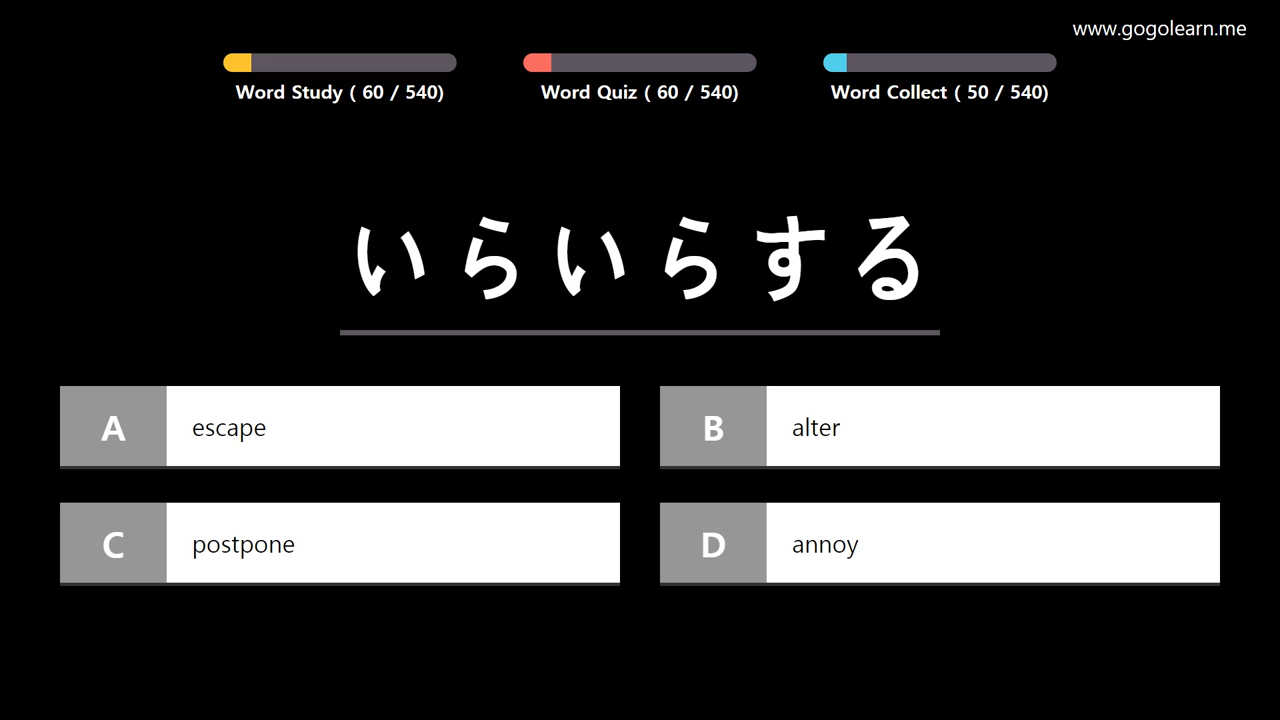 www.gogolearn.me
Word Study ( 60 / 540)
Word Quiz ( 60 / 540)
Word Collect ( 50 / 540)
いらいらする
A escape
B alter
C postpone
D annoy